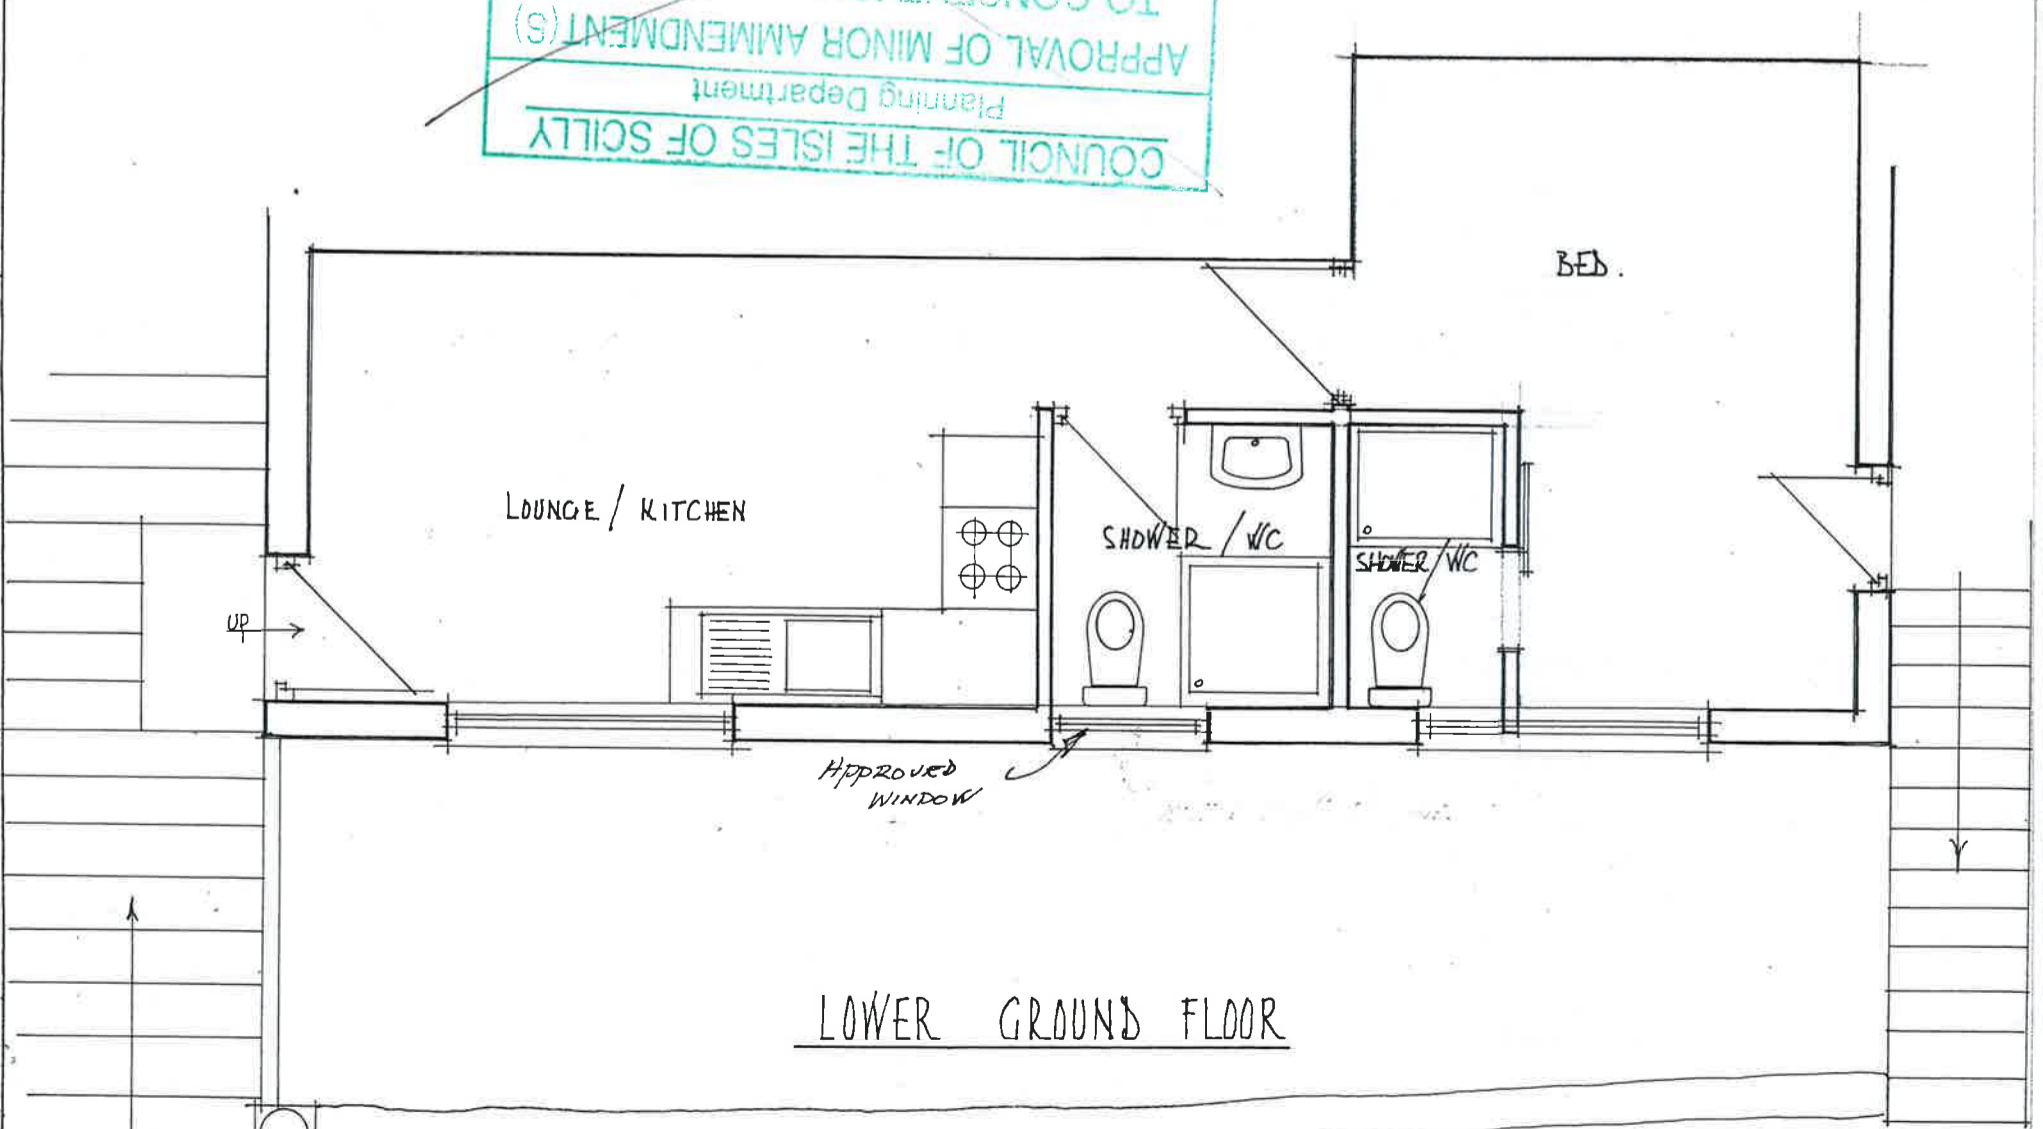 COUNCIL OF THE ISLES OF SCILLY
Planning Department
APPROVAL OF MINOR AMMENDMENT(S)
TO
BED.
LOUNGE / KITCHEN
SHOWER / WC
SHOWER / WC
UP
APPROVED
WINDOW
LOWER GROUND FLOOR